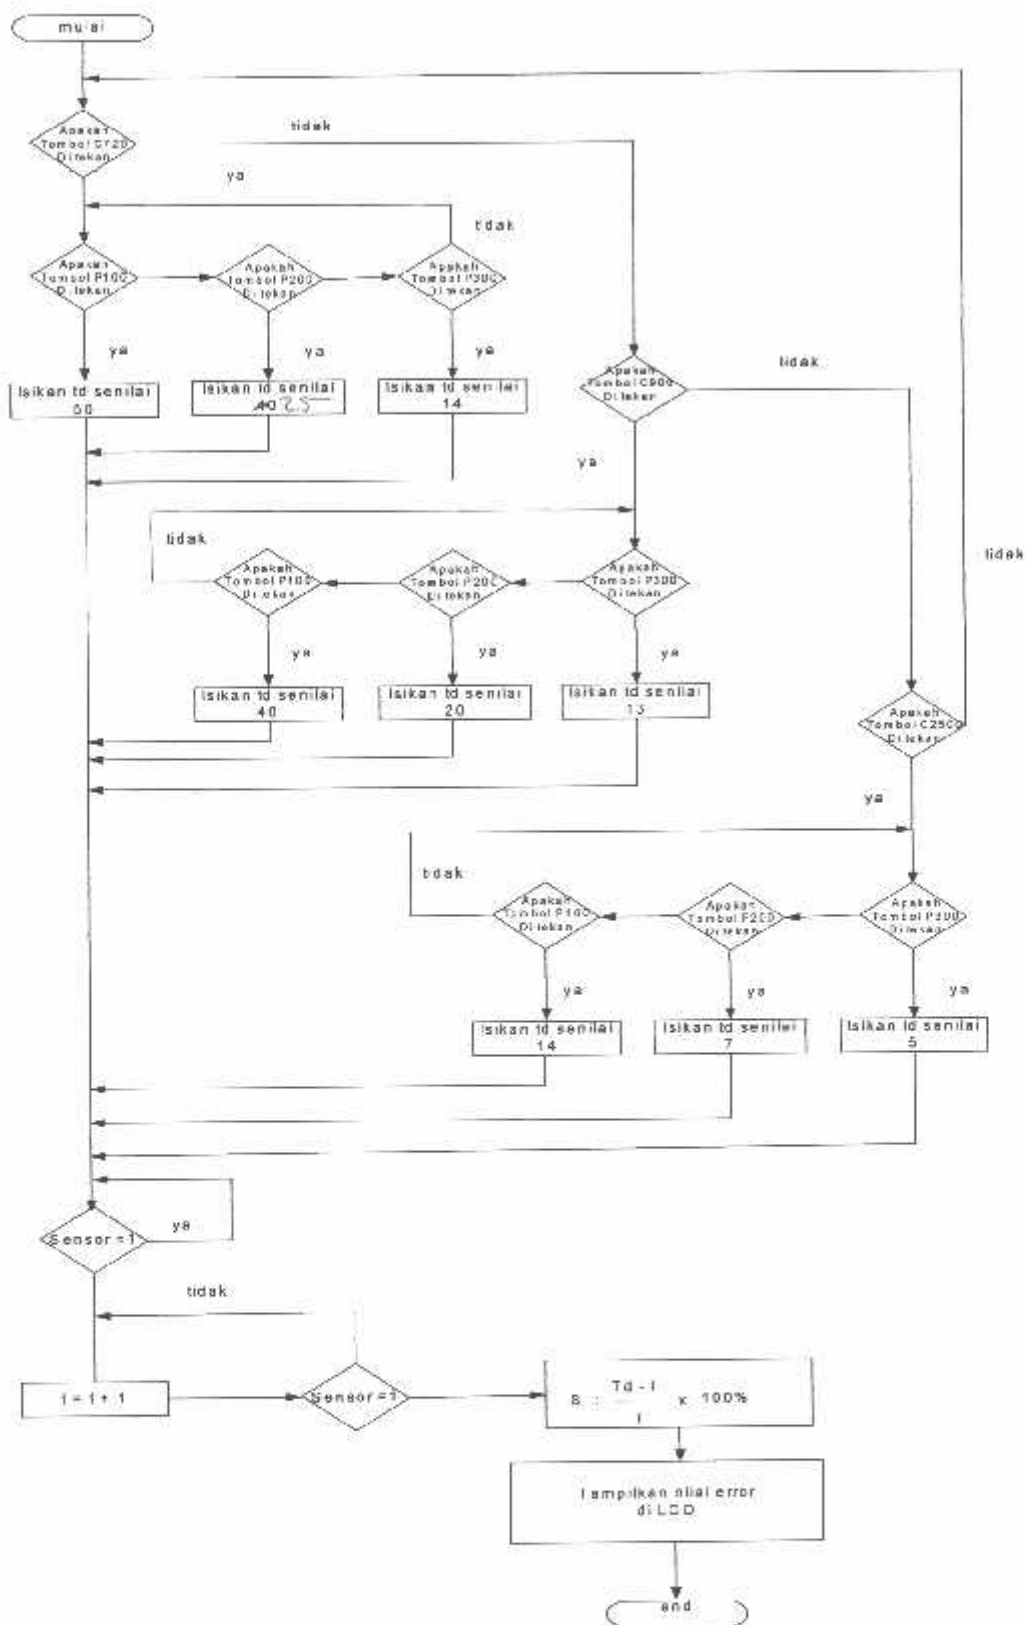 mulai
Apakah
Tombol C720
Ditekan
tidak
ya
tidak
Apakah
Tombol P100
Ditekan
Apakah
Tombol P200
Ditekan
Apakah
Tombol P300
Ditekan
ya
ya
ya
Isikan td senilai
50
Isikan td senilai
40 25
Isikan td senilai
14
Apakah
Tombol C900
Ditekan
tidak
ya
tidak
tidak
Apakah
Tombol P100
Ditekan
Apakah
Tombol P200
Ditekan
Apakah
Tombol P300
Ditekan
ya
ya
ya
Isikan td senilai
40
Isikan td senilai
20
Isikan td senilai
13
Apakah
Tombol C2500
Ditekan
ya
tidak
Apakah
Tombol P100
Ditekan
Apakah
Tombol P200
Ditekan
Apakah
Tombol P300
Ditekan
ya
ya
ya
Isikan td senilai
14
Isikan td senilai
7
Isikan td senilai
5
Sensor =1
ya
tidak
Sensor =1
Td - t
x 100%
Tampilkan nilai error
di LCD
end